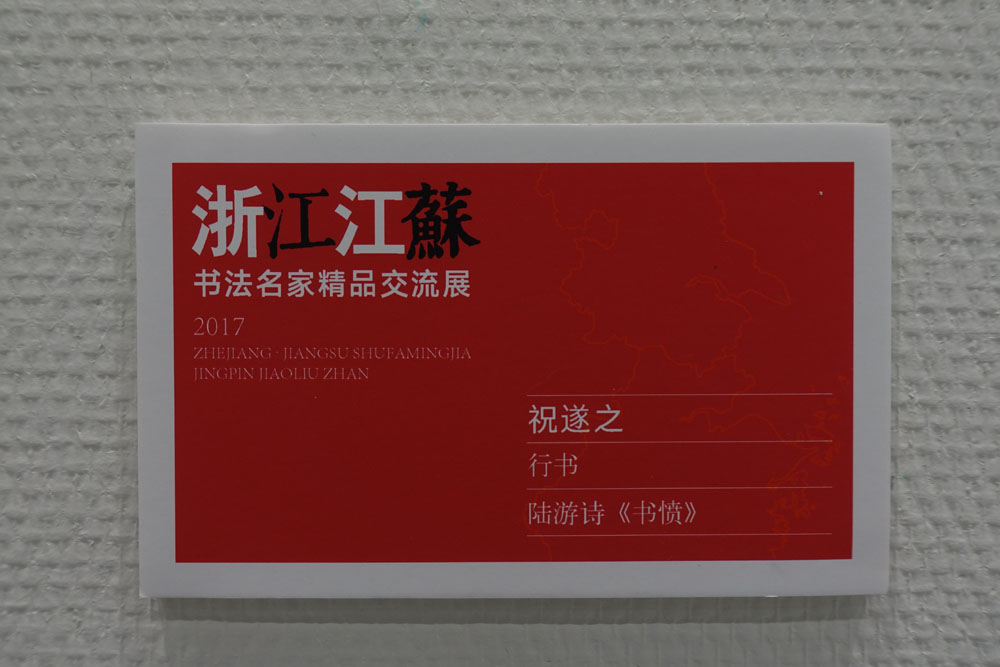 浙江江蘇
书法名家精品交流展
2017
ZHEJIANG · JIANGSU SHUFAMINGJIA
JINGPIN JIAOLIU ZHAN
祝遂之
行书
陆游诗《书愤》